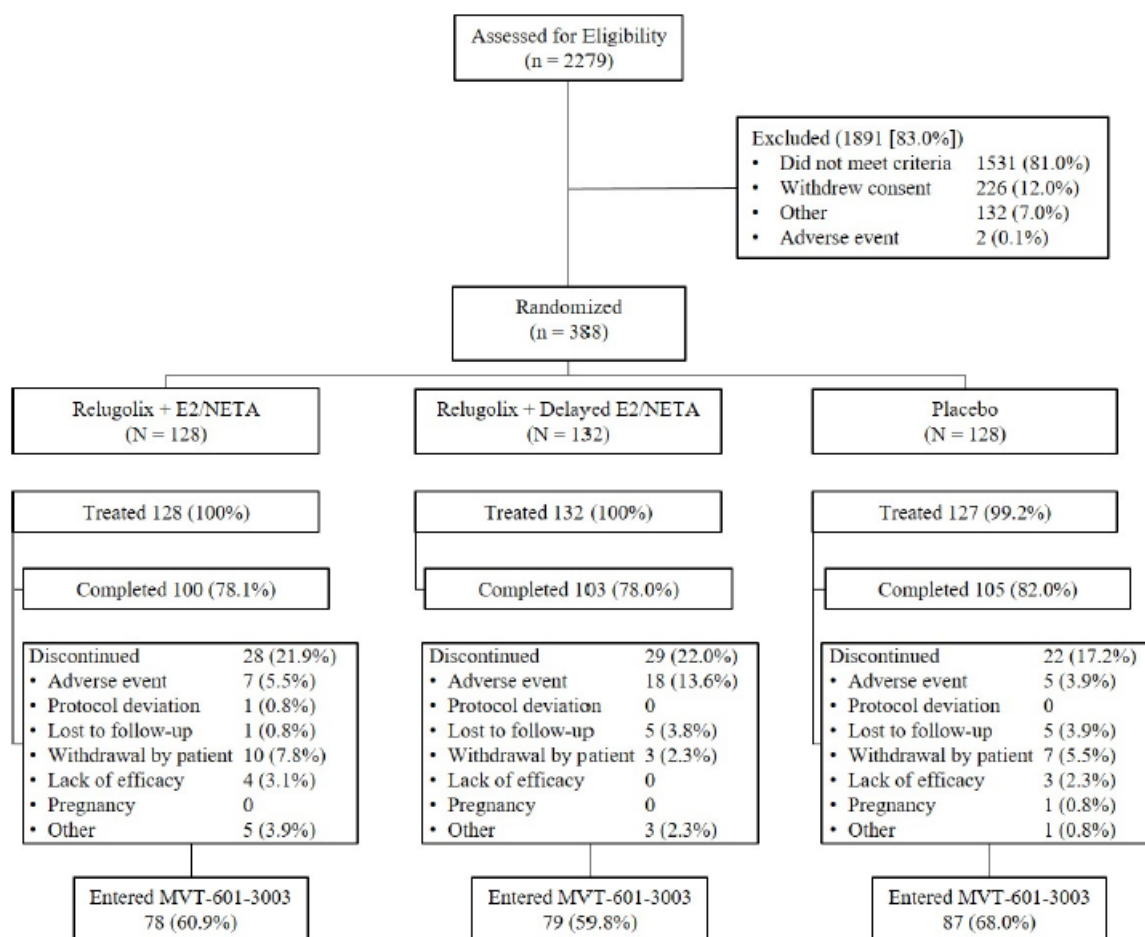 Assessed for Eligibility
(n = 2279)
Excluded (1891 [83.0%])
• Did not meet criteria 1531 (81.0%)
• Withdrew consent 226 (12.0%)
• Other 132 (7.0%)
• Adverse event 2 (0.1%)
Randomized
(n = 388)
Relugolix + E2/NETA
(N = 128)
Relugolix + Delayed E2/NETA
(N = 132)
Placebo
(N = 128)
Treated 128 (100%)
Treated 132 (100%)
Treated 127 (99.2%)
Completed 100 (78.1%)
Completed 103 (78.0%)
Completed 105 (82.0%)
Discontinued 28 (21.9%)
• Adverse event 7 (5.5%)
• Protocol deviation 1 (0.8%)
• Lost to follow-up 1 (0.8%)
• Withdrawal by patient 10 (7.8%)
• Lack of efficacy 4 (3.1%)
• Pregnancy 0
• Other 5 (3.9%)
Discontinued 29 (22.0%)
• Adverse event 18 (13.6%)
• Protocol deviation 0
• Lost to follow-up 5 (3.8%)
• Withdrawal by patient 3 (2.3%)
• Lack of efficacy 0
• Pregnancy 0
• Other 3 (2.3%)
Discontinued 22 (17.2%)
• Adverse event 5 (3.9%)
• Protocol deviation 0
• Lost to follow-up 5 (3.9%)
• Withdrawal by patient 7 (5.5%)
• Lack of efficacy 3 (2.3%)
• Pregnancy 1 (0.8%)
• Other 1 (0.8%)
Entered MVT-601-3003
78 (60.9%)
Entered MVT-601-3003
79 (59.8%)
Entered MVT-601-3003
87 (68.0%)